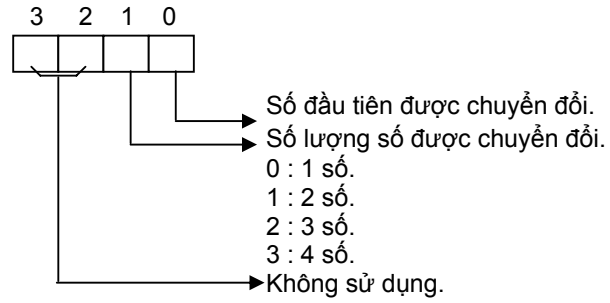 3 2 1 0
Số đầu tiên được chuyển đổi.
Số lượng số được chuyển đổi.
0 : 1 số.
1 : 2 số.
2 : 3 số.
3 : 4 số.
Không sử dụng.